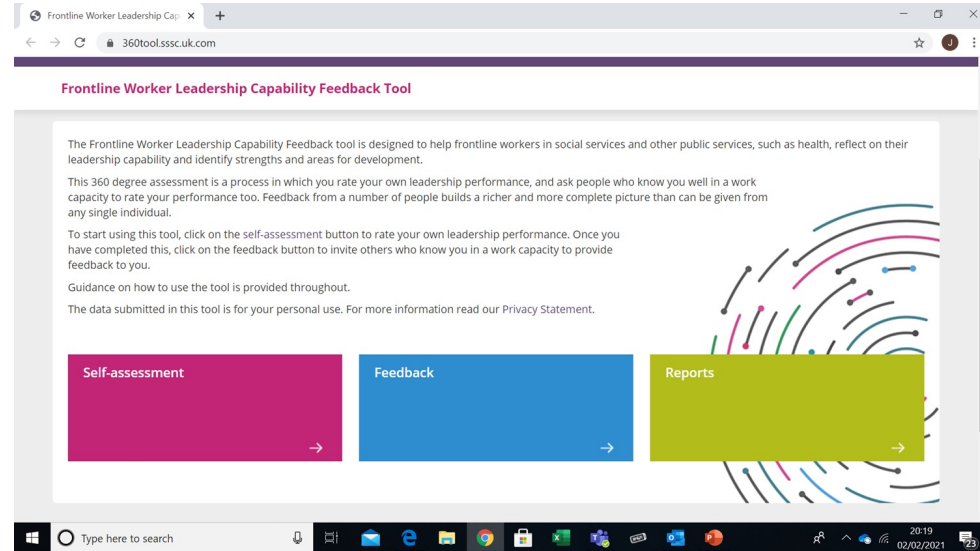 Frontline Worker Leadership Cap
360tool.sssc.uk.com
J
Frontline Worker Leadership Capability Feedback Tool
The Frontline Worker Leadership Capability Feedback tool is designed to help frontline workers in social services and other public services, such as health, reflect on their
leadership capability and identify strengths and areas for development.
This 360 degree assessment is a process in which you rate your own leadership performance, and ask people who know you well in a work
capacity to rate your performance too. Feedback from a number of people builds a richer and more complete picture than can be given from
any single individual.
To start using this tool, click on the self-assessment button to rate your own leadership performance. Once you
have completed this, click on the feedback button to invite others who know you in a work capacity to provide
feedback to you.
Guidance on how to use the tool is provided throughout.
The data submitted in this tool is for your personal use. For more information read our Privacy Statement.
Self-assessment
Feedback
Reports
Type here to search
20:19
02/02/2021
23